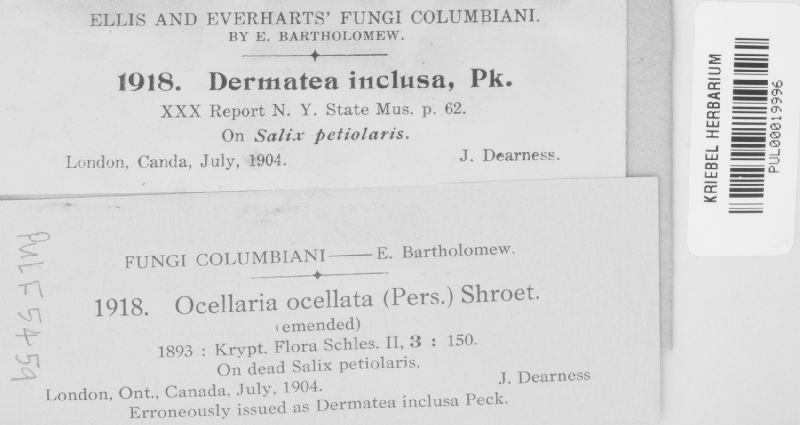 ELLIS AND EVERHARTS' FUNGI COLUMBIANI.
BY E. BARTHOLOMEW.
1918. Dermatea inclusa, Pk.
XXX Report N. Y. State Mus. p. 62.
On Salix petiolaris.
London, Canda, July, 1904.
J. Dearness.
KRIEBEL HERBARIUM
PUL00019996
PUL F5459
FUNGI COLUMBIANI—E. Bartholomew.
1918. Ocellaria ocellata (Pers.) Shroet.
(emended)
1893 : Krypt. Flora Schles. II, 3 : 150.
On dead Salix petiolaris.
London, Ont., Canada, July, 1904.
J. Dearness
Erroneously issued as Dermatea inclusa Peck.